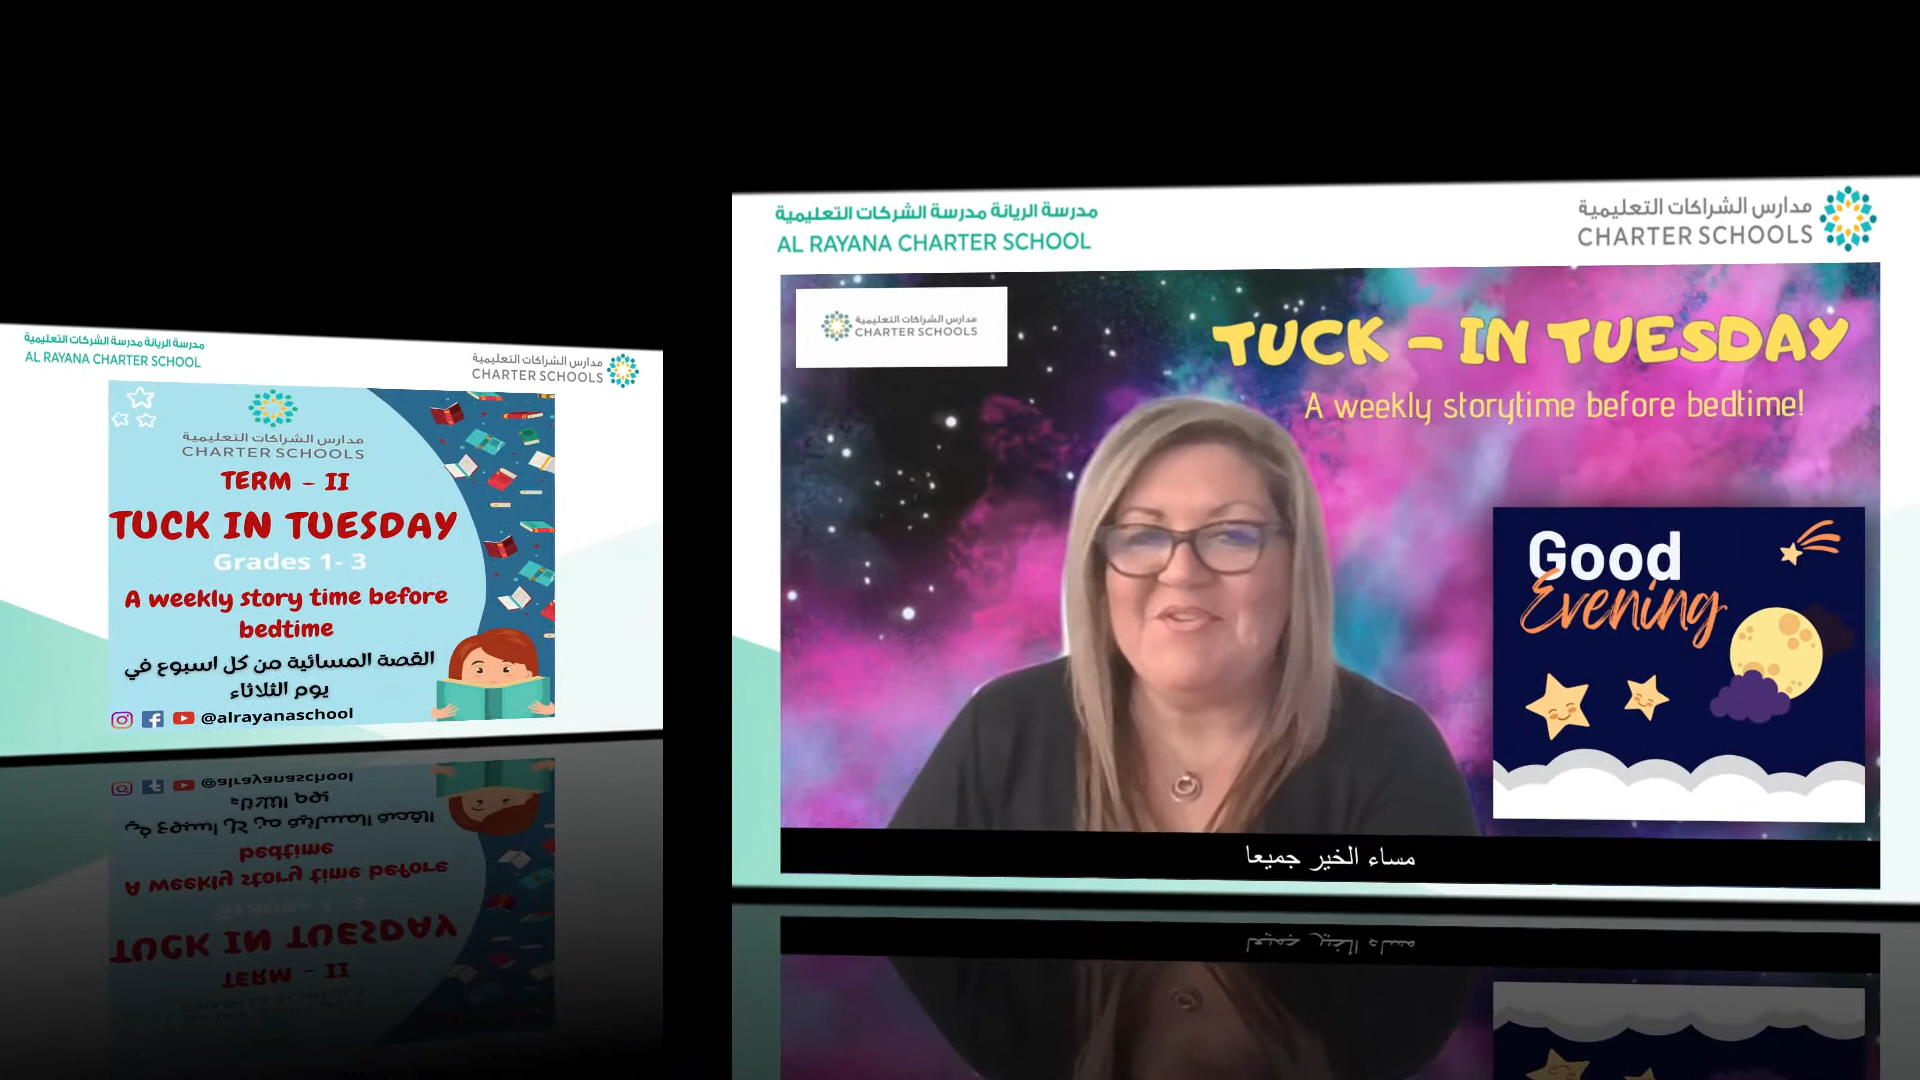 مدرسة الريانة مدرسة الشركات التعليمية
AL RAYANA CHARTER SCHOOL
مدارس الشراكات التعليمية
CHARTER SCHOOLS
مدارس الشراكات التعليمية
CHARTER SCHOOLS
TERM - II
TUCK IN TUESDAY
Grades 1- 3
A weekly story time before
bedtime
القصة المسائية من كل اسبوع في
يوم الثلاثاء
@alrayanaschool
مدرسة الريانة مدرسة الشركات التعليمية
AL RAYANA CHARTER SCHOOL
مدارس الشراكات التعليمية
CHARTER SCHOOLS
مدارس الشراكات التعليمية
CHARTER SCHOOLS
TUCK - IN TUESDAY
A weekly storytime before bedtime!
Good
Evening
مساء الخير جميعا